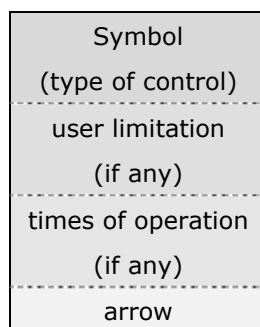 Symbol
(type of control)
user limitation
(if any)
times of operation
(if any)
arrow